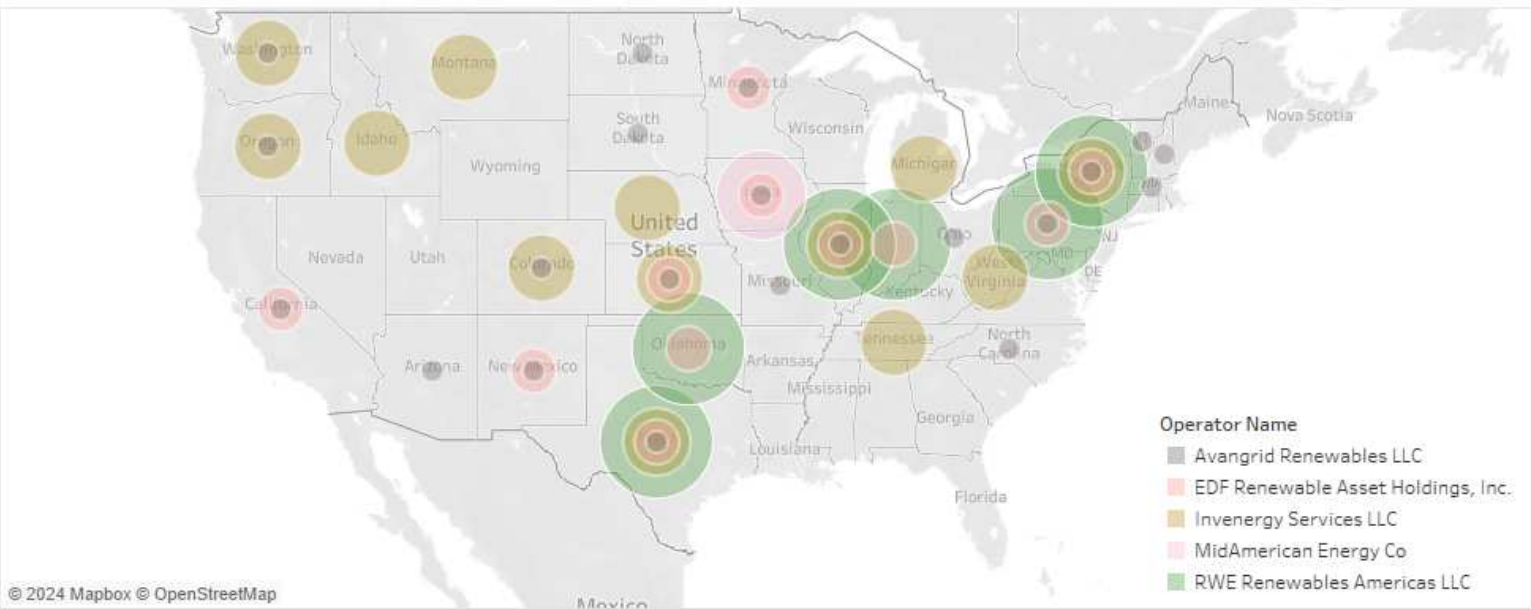 Washington
Montana
North
Dakota
Minnesota
Maine
Nova Scotia
South
Dakota
Wisconsin
Oregon
Idaho
Wyoming
Michigan
Iowa
United
States
Nevada
Utah
Colorado
Ohio
NJ
MD
DE
West
Virginia
Missouri
Kentucky
California
Oklahoma
Tennessee
North
Carolina
Arizona
New Mexico
Arkansas
Mississippi
Georgia
Louisiana
Florida
Mexico
Operator Name
Avangrid Renewables LLC
EDF Renewable Asset Holdings, Inc.
Invenergy Services LLC
MidAmerican Energy Co
RWE Renewables Americas LLC
© 2024 Mapbox © OpenStreetMap